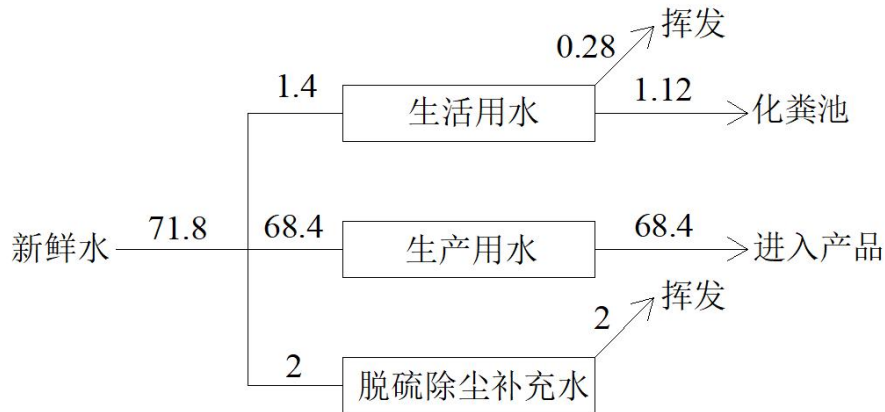 挥发
0.28
1.4
生活用水
1.12
化粪池
新鲜水
71.8
68.4
生产用水
68.4
进入产品
挥发
2
2
脱硫除尘补充水